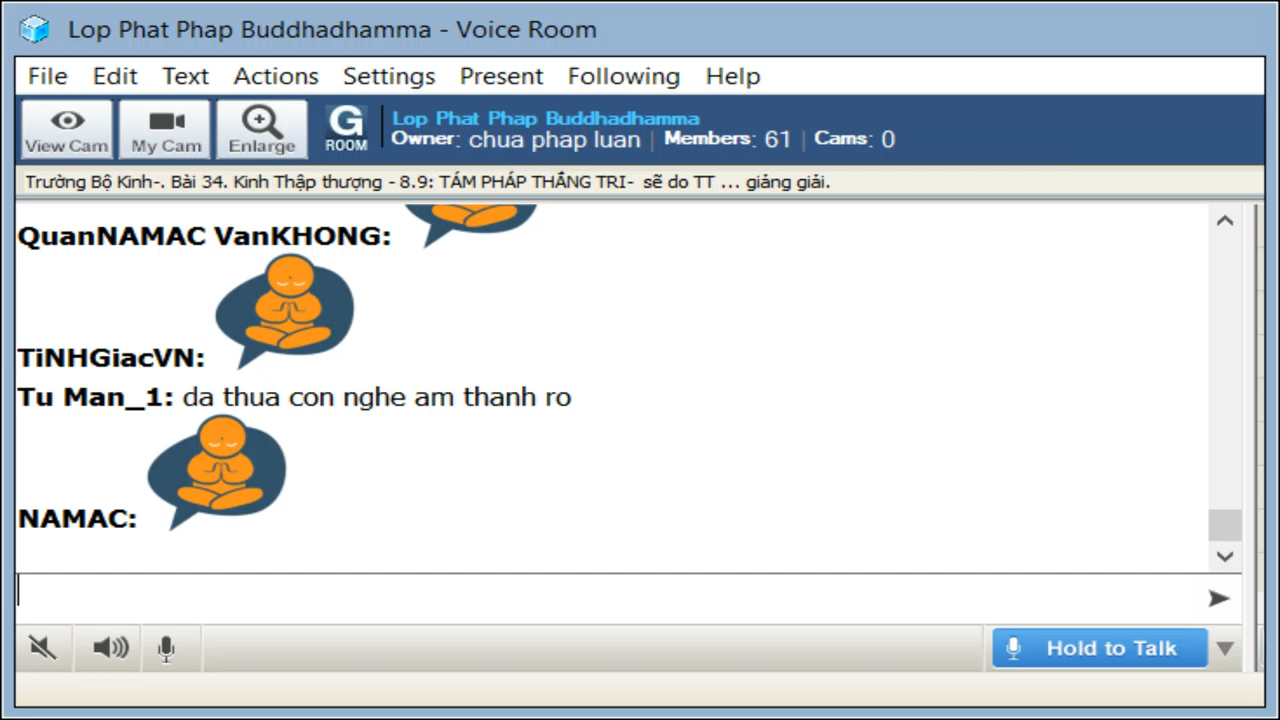 Lop Phat Phap Buddhadhamma - Voice Room
File Edit Text Actions Settings Present Following Help
View Cam My Cam Enlarge G ROOM
Lop Phat Phap Buddhadhamma
Owner: chua phap luan | Members: 61 | Cams: 0
Trường Bộ Kinh-. Bài 34. Kinh Thập thượng - 8.9: TÁM PHÁP THẮNG TRI- sẽ do TT ... giảng giải.
QuanNAMAC VanKHONG:
TiNHGiacVN:
Tu Man_1: da thua con nghe am thanh ro
NAMAC:
Hold to Talk